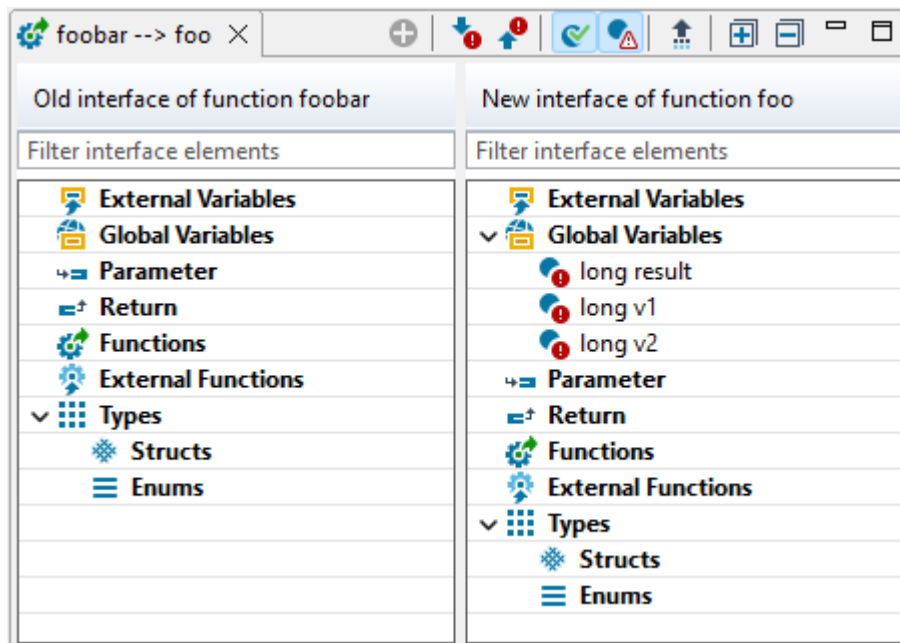 foobar --> foo
Old interface of function foobar
Filter interface elements
External Variables
Global Variables
Parameter
Return
Functions
External Functions
Types
Structs
Enums
New interface of function foo
Filter interface elements
External Variables
Global Variables
long result
long v1
long v2
Parameter
Return
Functions
External Functions
Types
Structs
Enums